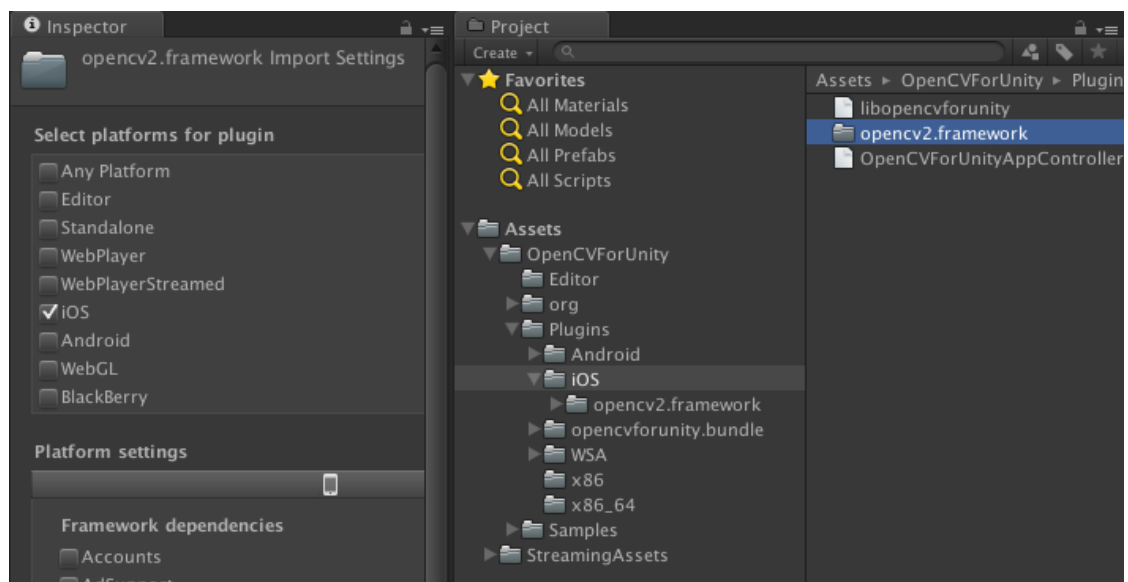 Inspector
opencv2.framework Import Settings
Select platforms for plugin
Any Platform
Editor
Standalone
WebPlayer
WebPlayerStreamed
iOS
Android
WebGL
BlackBerry
Platform settings
Framework dependencies
Accounts
AdSupport
Project
Create
Favorites
All Materials
All Models
All Prefabs
All Scripts
Assets
OpenCVForUnity
Editor
org
Plugins
Android
iOS
opencv2.framework
opencvforunity.bundle
WSA
x86
x86_64
Samples
StreamingAssets
Assets ▸ OpenCVForUnity ▸ Plugin
libopencvforunity
opencv2.framework
OpenCVForUnityAppController